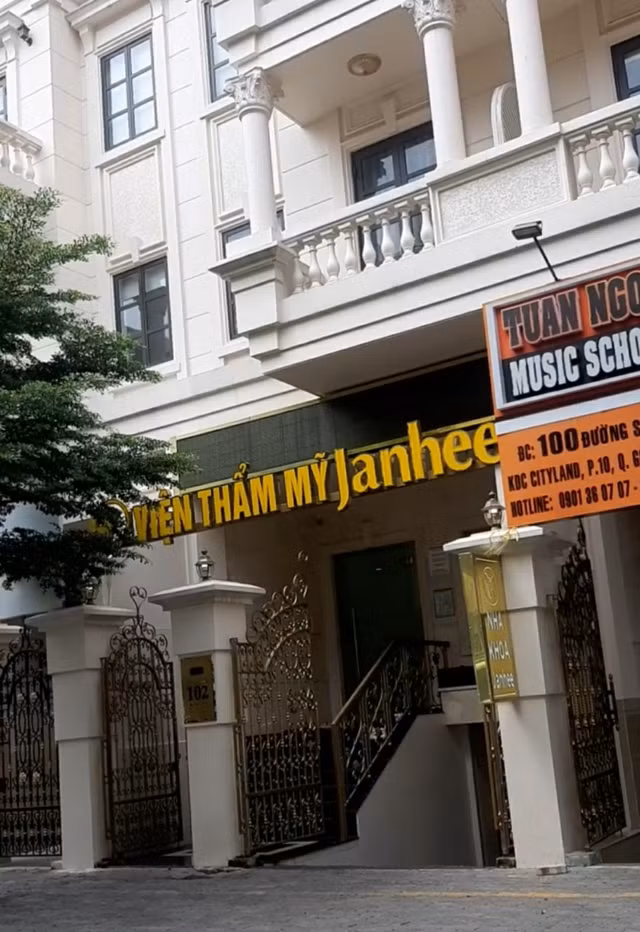 TUAN NGO
MUSIC SCHO
ĐC: 100 ĐƯỜNG S
KDC CITYLAND, P.10, Q. G
HOTLINE: 0901 36 07 07 -
VIỆN THẨM MỸ Janhee
102
NHA
KHOA
Janhee